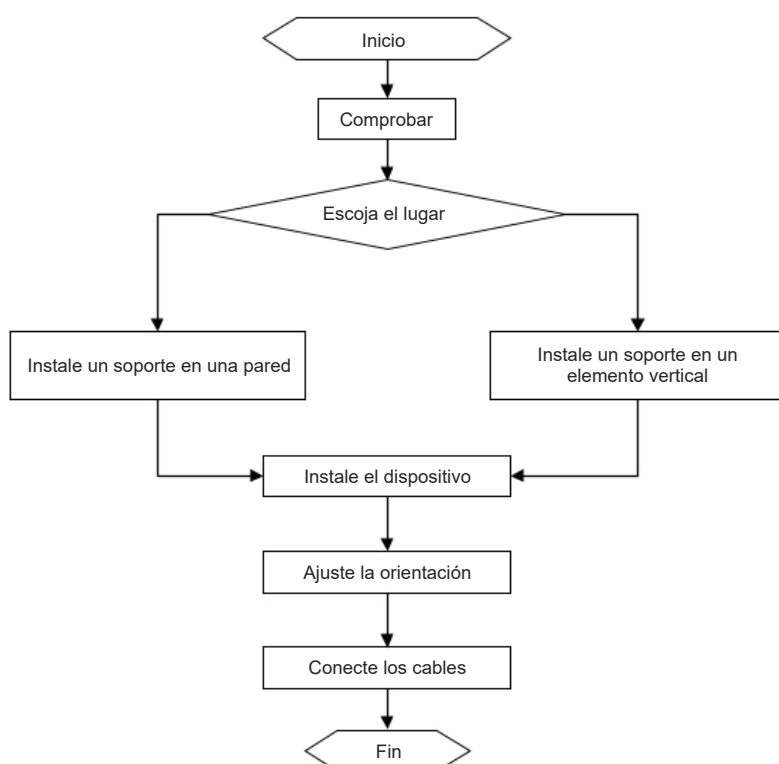 Inicio
Comprobar
Escoja el lugar
Instale un soporte en una pared
Instale un soporte en un
elemento vertical
Instale el dispositivo
Ajuste la orientación
Conecte los cables
Fin